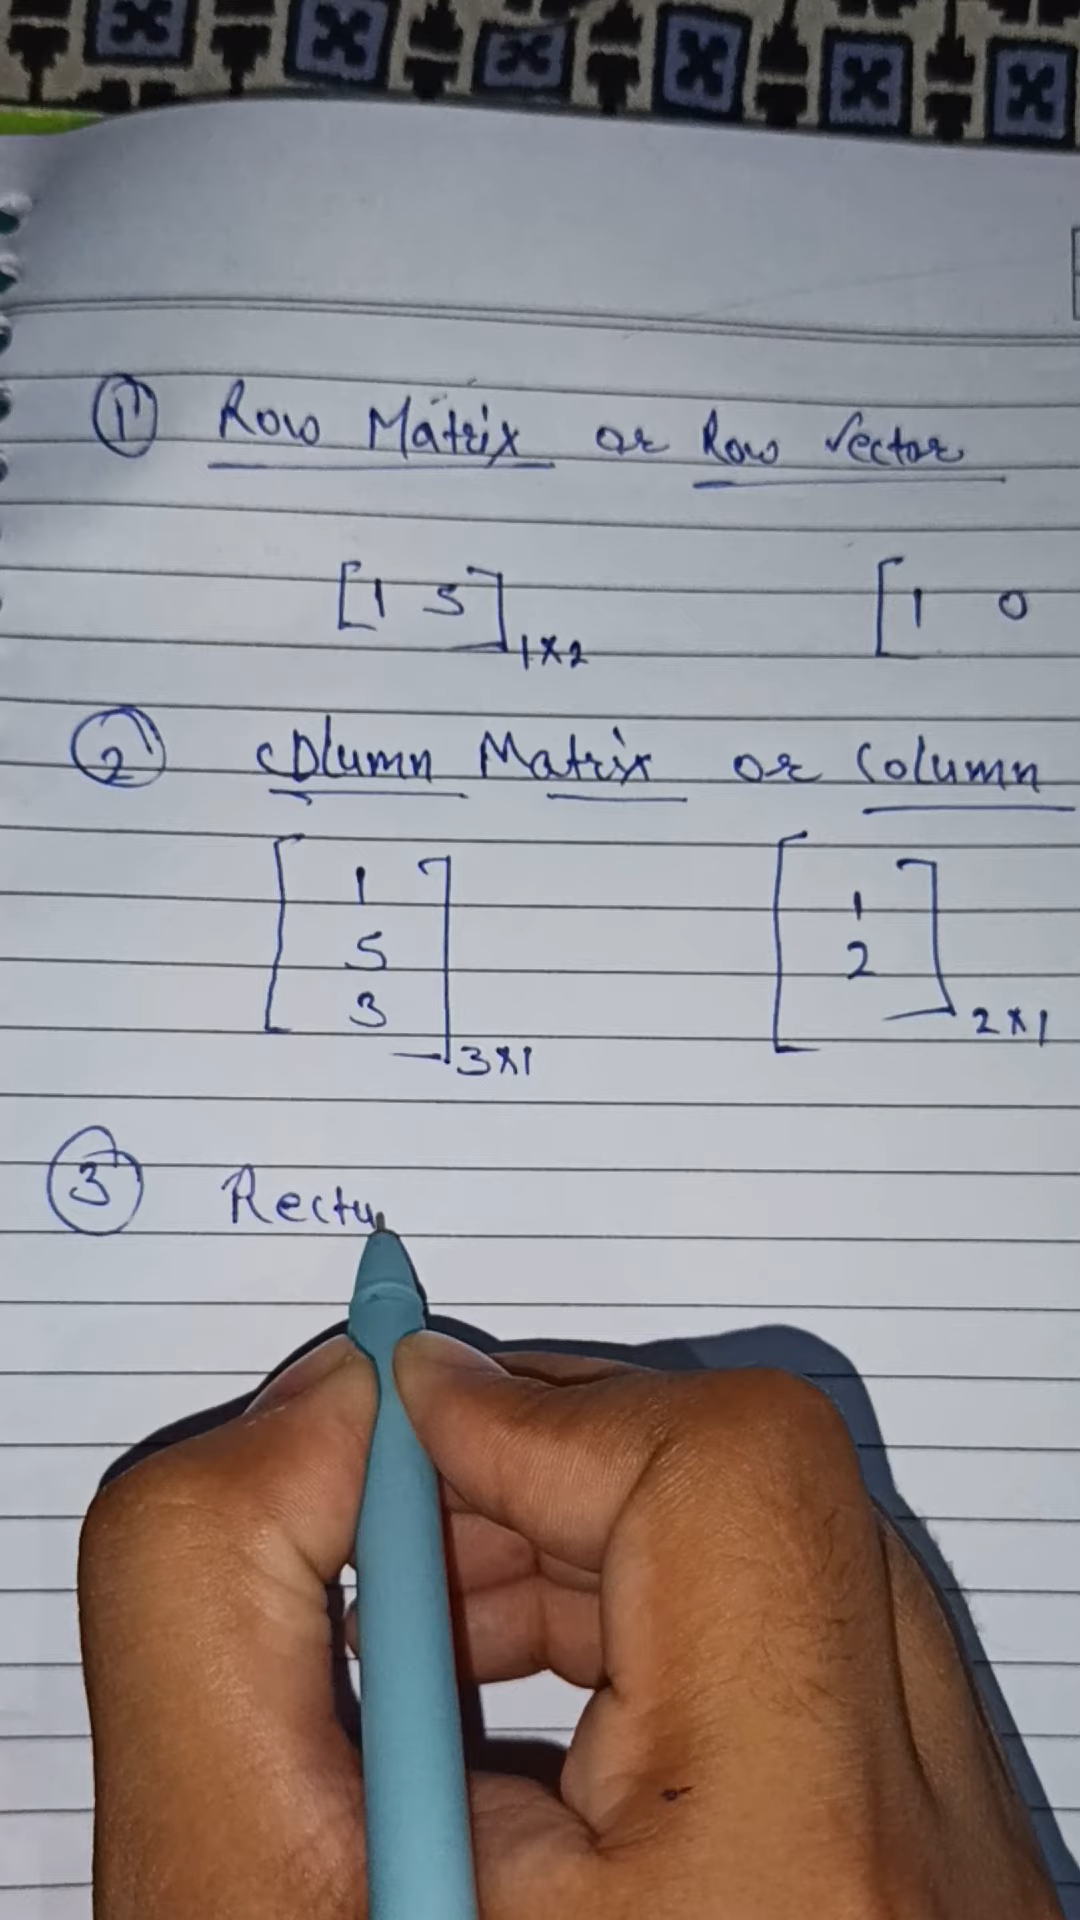 1 Row Matrix or Row Vector
[1 5] 1×2 [1 0
2 Column Matrix or Column
[1 [1
5 2] 2×1
3] 3×1
3 Recta